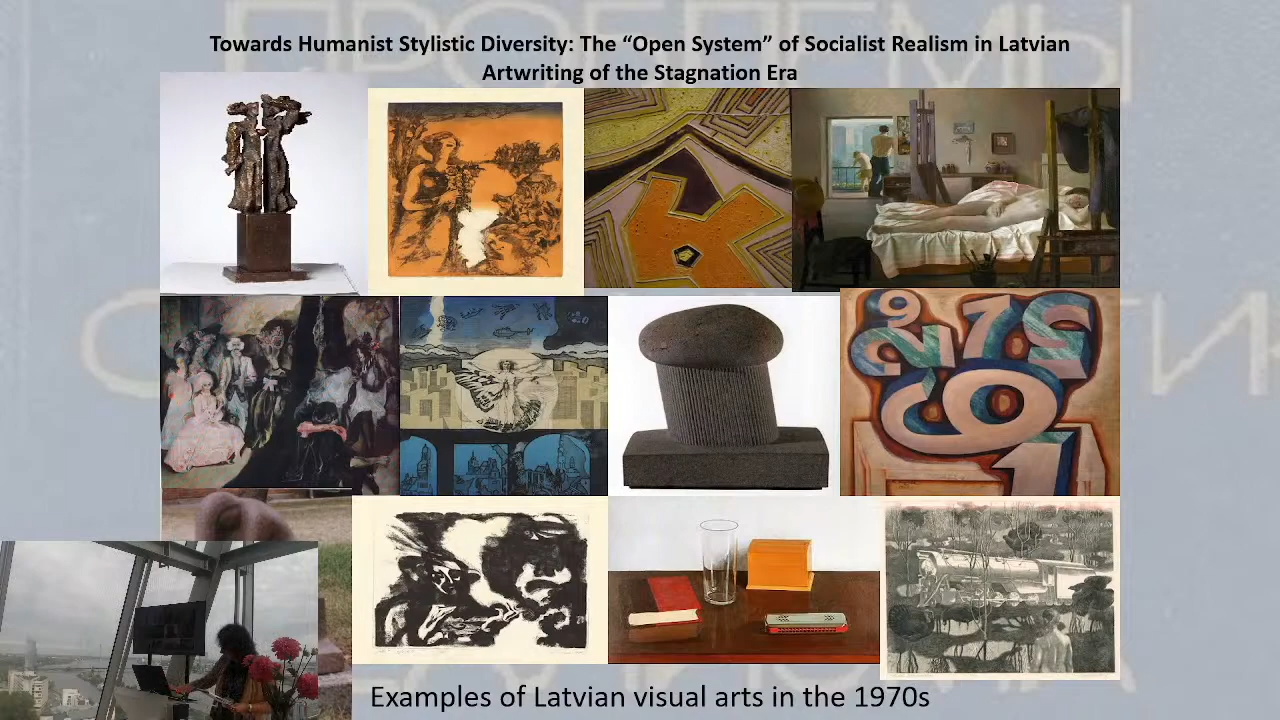 ПРОБЛЕМЫ
Towards Humanist Stylistic Diversity: The “Open System” of Socialist Realism in Latvian
Artwriting of the Stagnation Era
Examples of Latvian visual arts in the 1970s